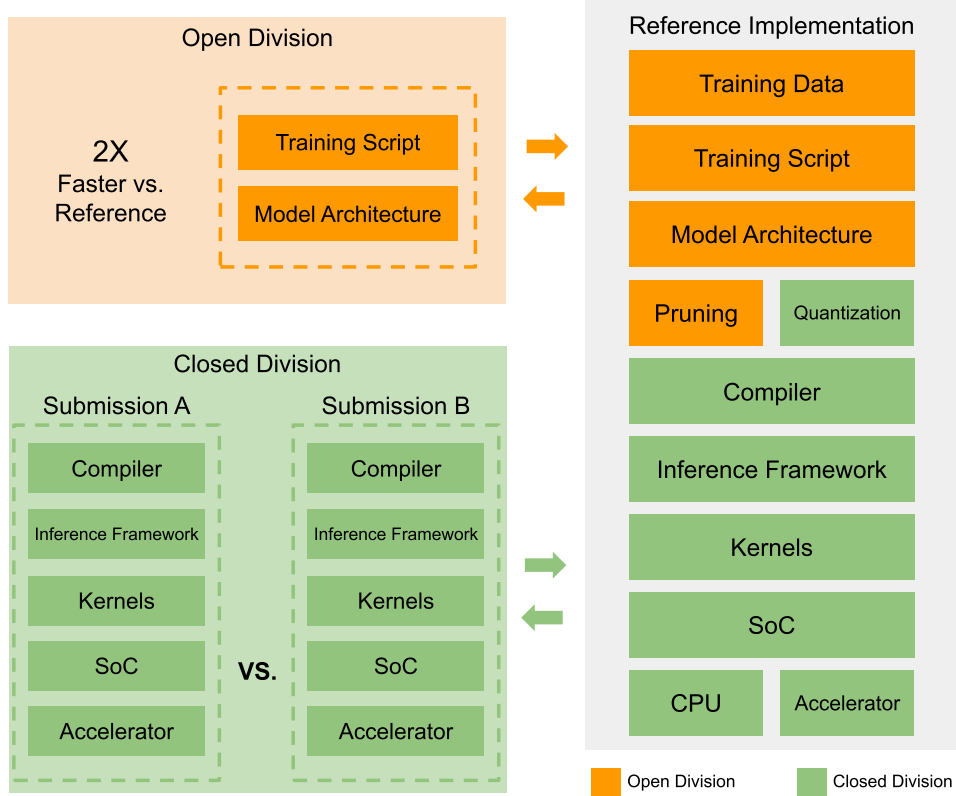 Open Division
2X
Faster vs.
Reference
Training Script
Model Architecture
Closed Division
Submission A
Compiler
Inference Framework
Kernels
SoC
Accelerator
VS.
Submission B
Compiler
Inference Framework
Kernels
SoC
Accelerator
Reference Implementation
Training Data
Training Script
Model Architecture
Pruning
Quantization
Compiler
Inference Framework
Kernels
SoC
CPU
Accelerator
Open Division
Closed Division